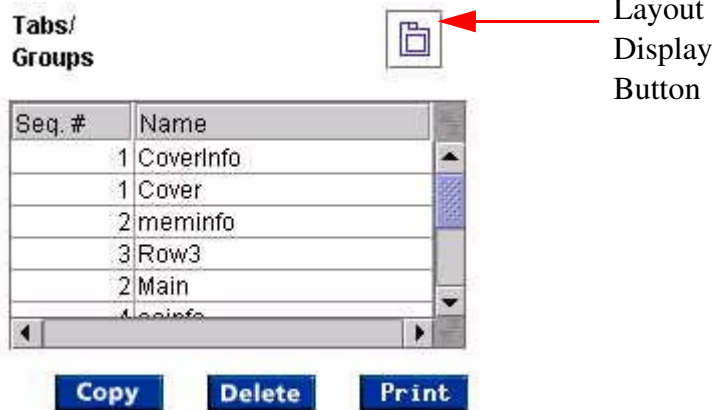 Tabs/
Groups
Layout
Display
Button
Seq. # Name
1 CoverInfo
1 Cover
2 meminfo
3 Row3
2 Main
Copy Delete Print